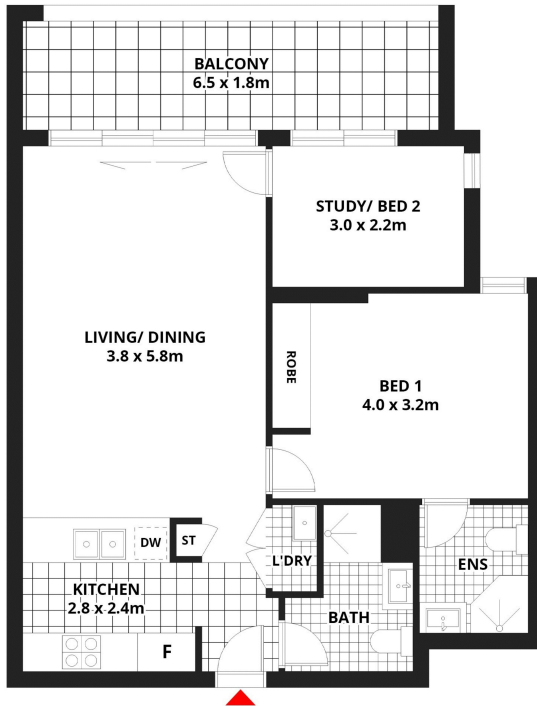 BALCONY
6.5 x 1.8m
STUDY/ BED 2
3.0 x 2.2m
LIVING/ DINING
3.8 x 5.8m
ROBE
BED 1
4.0 x 3.2m
DW
ST
L'DRY
ENS
KITCHEN
2.8 x 2.4m
BATH
F